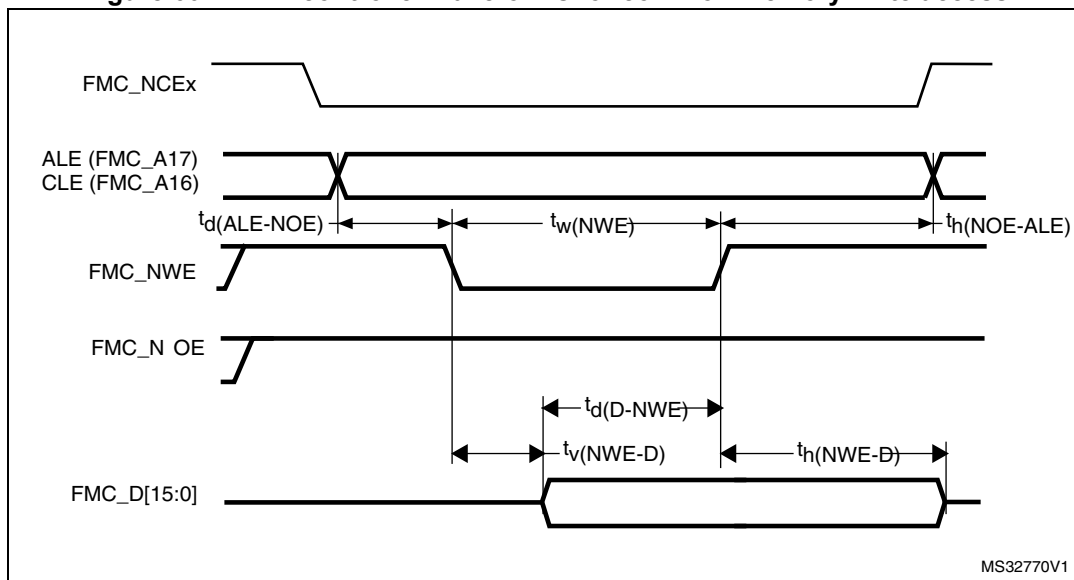 FMC_NCEx
ALE (FMC_A17)
CLE (FMC_A16)
td(ALE-NOE)
tw(NWE)
th(NOE-ALE)
FMC_NWE
FMC_N OE
td(D-NWE)
tv(NWE-D)
th(NWE-D)
FMC_D[15:0]
MS32770V1